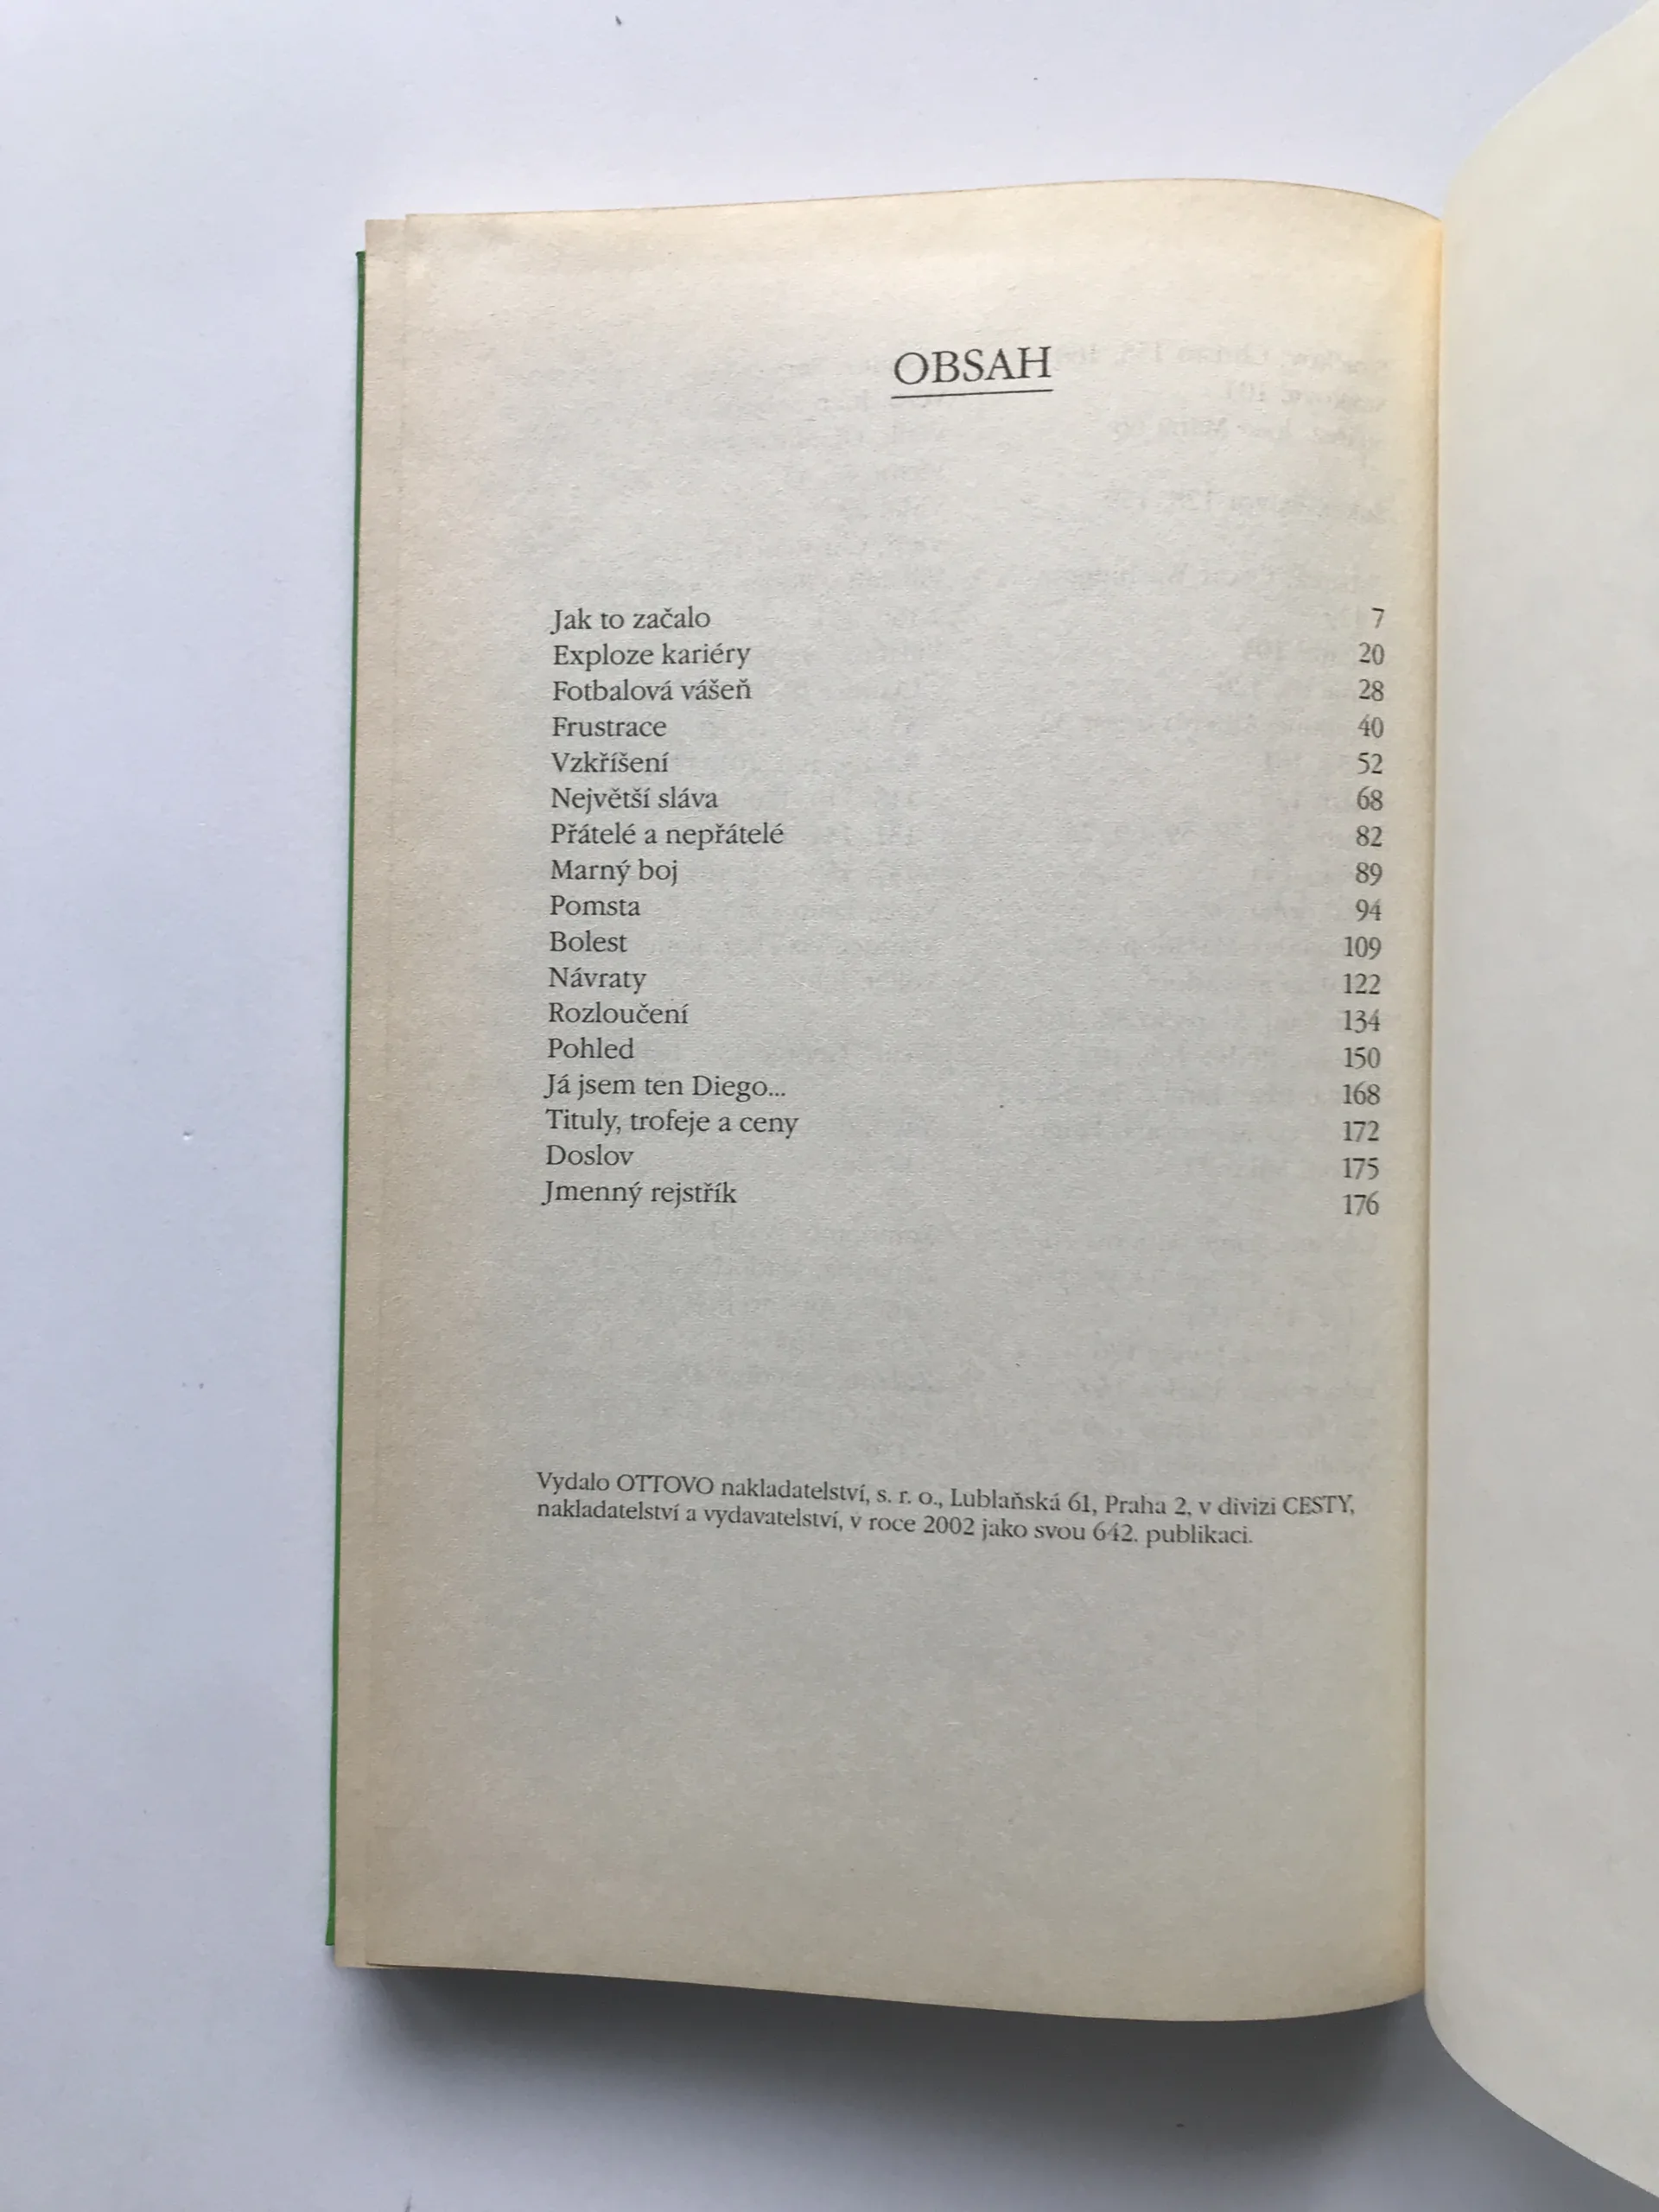 OBSAH
Jak to začalo 7
Exploze kariéry 20
Fotbalová vášeň 28
Frustrace 40
Vzkříšení 52
Největší sláva 68
Přátelé a nepřátelé 82
Marný boj 89
Pomsta 94
Bolest 109
Návraty 122
Rozloučení 134
Pohled 150
Já jsem ten Diego... 168
Tituly, trofeje a ceny 172
Doslov 175
Jmenný rejstřík 176
Vydalo OTTOVO nakladatelství, s. r. o., Lublaňská 61, Praha 2, v divizi CESTY,
nakladatelství a vydavatelství, v roce 2002 jako svou 642. publikaci.